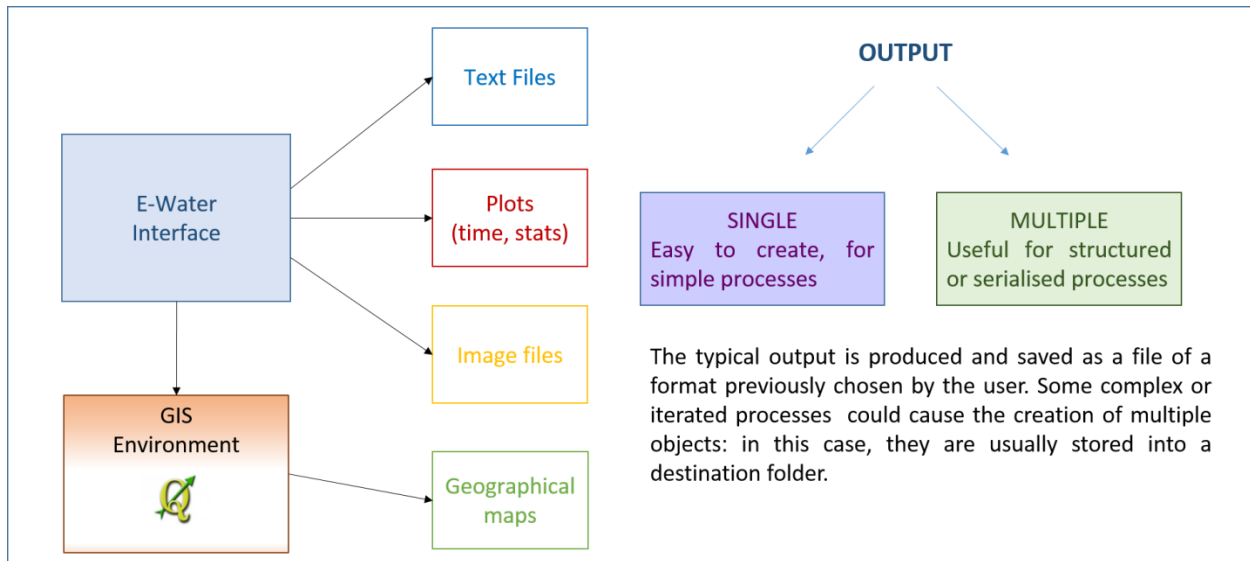 Text Files
E-Water
Interface
Plots
(time, stats)
Image files
GIS
Environment
Geographical
maps
OUTPUT
SINGLE
Easy to create, for
simple processes
MULTIPLE
Useful for structured
or serialised processes
The typical output is produced and saved as a file of a
format previously chosen by the user. Some complex or
iterated processes could cause the creation of multiple
objects: in this case, they are usually stored into a
destination folder.